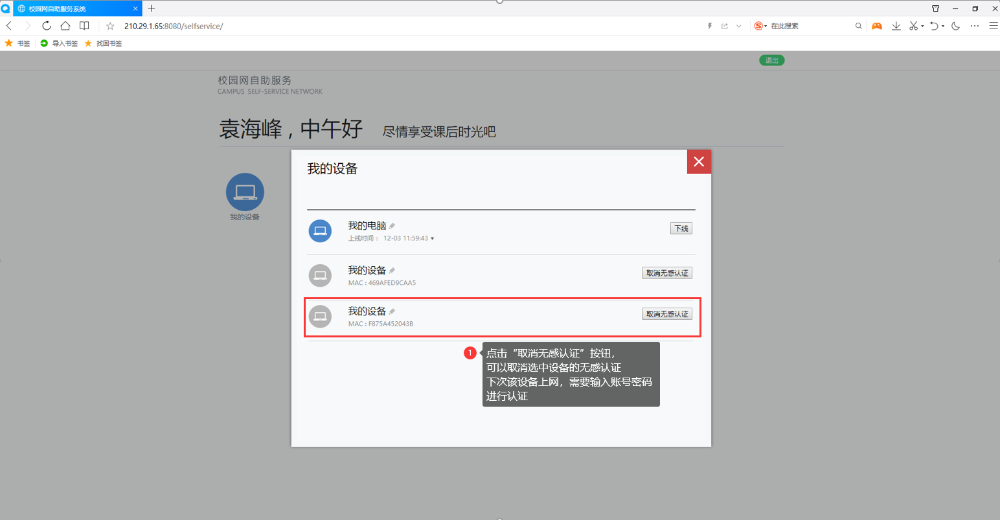 校园网自助服务系统
210.29.1.65:8080/selfservice/
在此搜索
书签
导入书签
找回书签
退出
校园网自助服务
CAMPUS SELF-SERVICE NETWORK
袁海峰，中午好
尽情享受课后时光吧
我的设备
我的设备
我的电脑
下线
上线时间： 12-03 11:59:43
我的设备
取消无感认证
MAC : 469AFED9CAA5
我的设备
取消无感认证
MAC : F875A452043B
1
点击“取消无感认证”按钮，
可以取消选中设备的无感认证
下次该设备上网，需要输入账号密码
进行认证